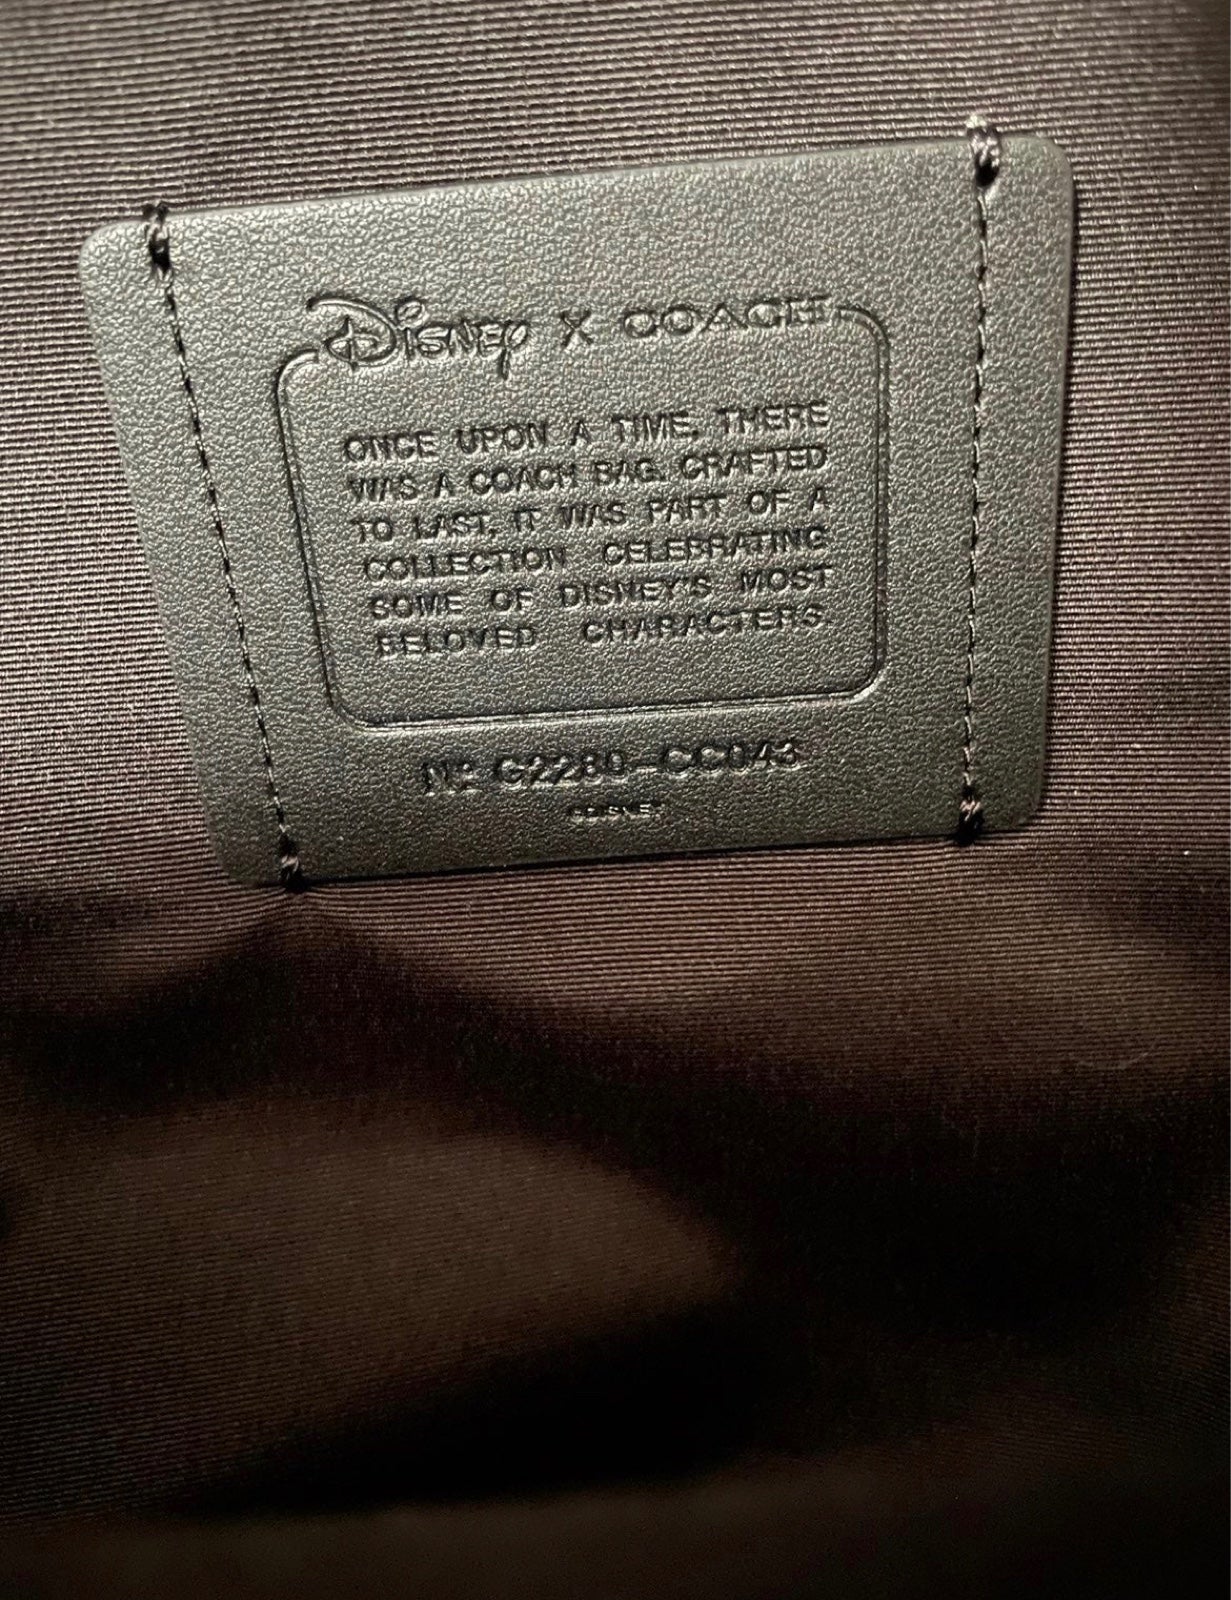 Disney X COACH
ONCE UPON A TIME, THERE
WAS A COACH BAG. CRAFTED
TO LAST, IT WAS PART OF A
COLLECTION CELEBRATING
SOME OF DISNEY'S MOST
BELOVED CHARACTERS.
Nº C2280-CC043
©DISNEY